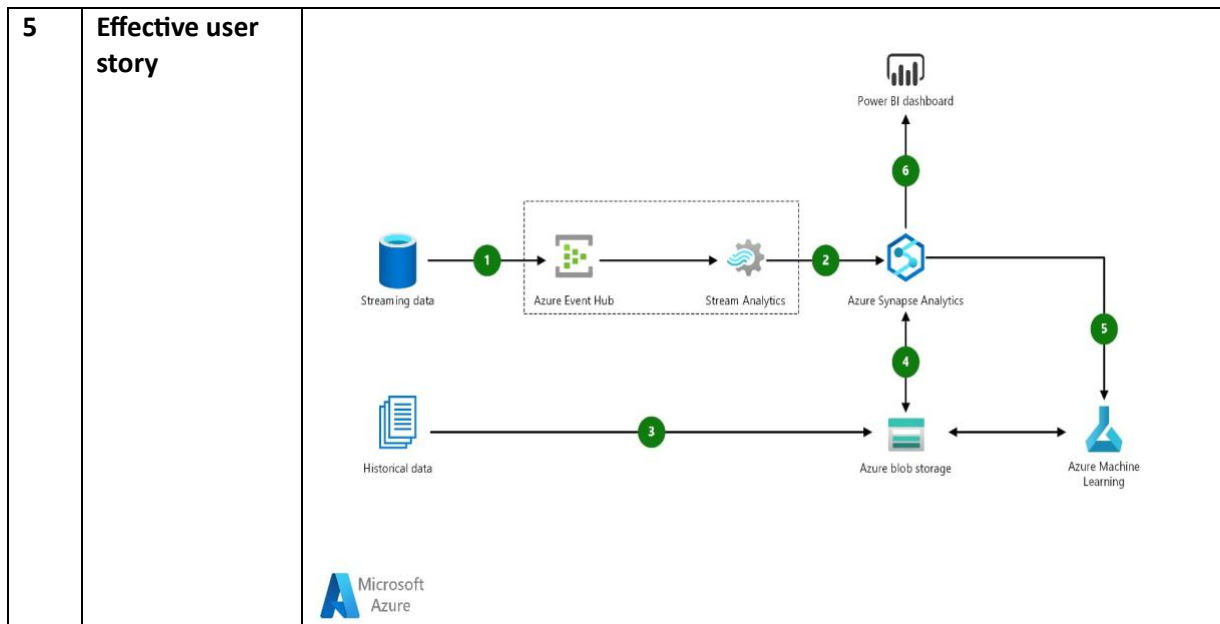 5
Effective user
story
Power BI dashboard
6
1
2
Streaming data
Azure Event Hub
Stream Analytics
Azure Synapse Analytics
5
4
3
Historical data
Azure blob storage
Azure Machine
Learning
Microsoft
Azure